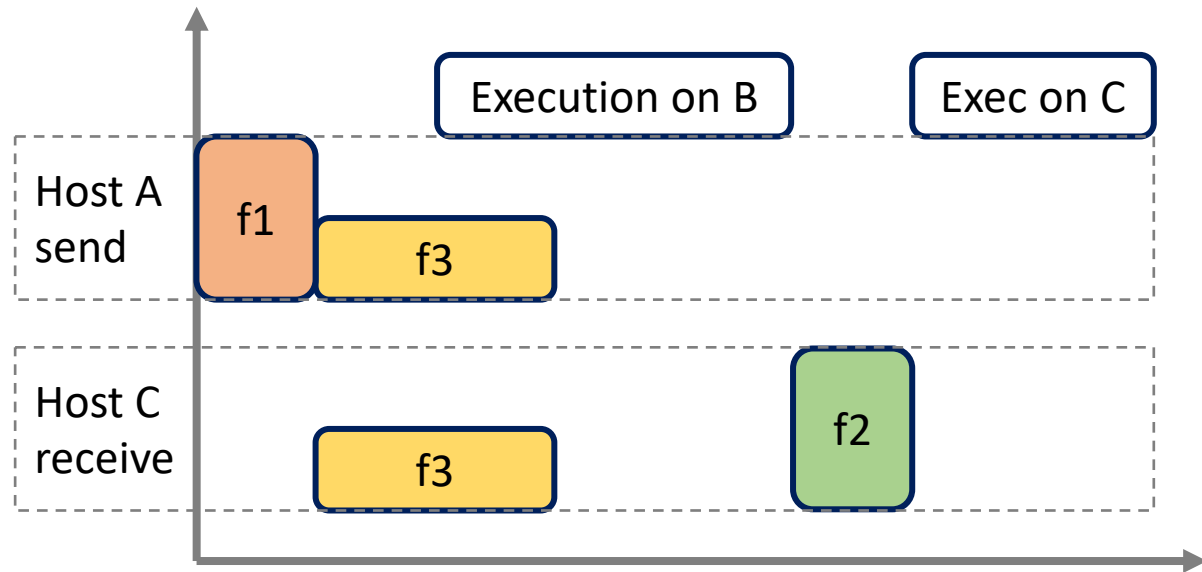 Execution on B
Exec on C
Host A
send
f1
f3
Host C
receive
f3
f2